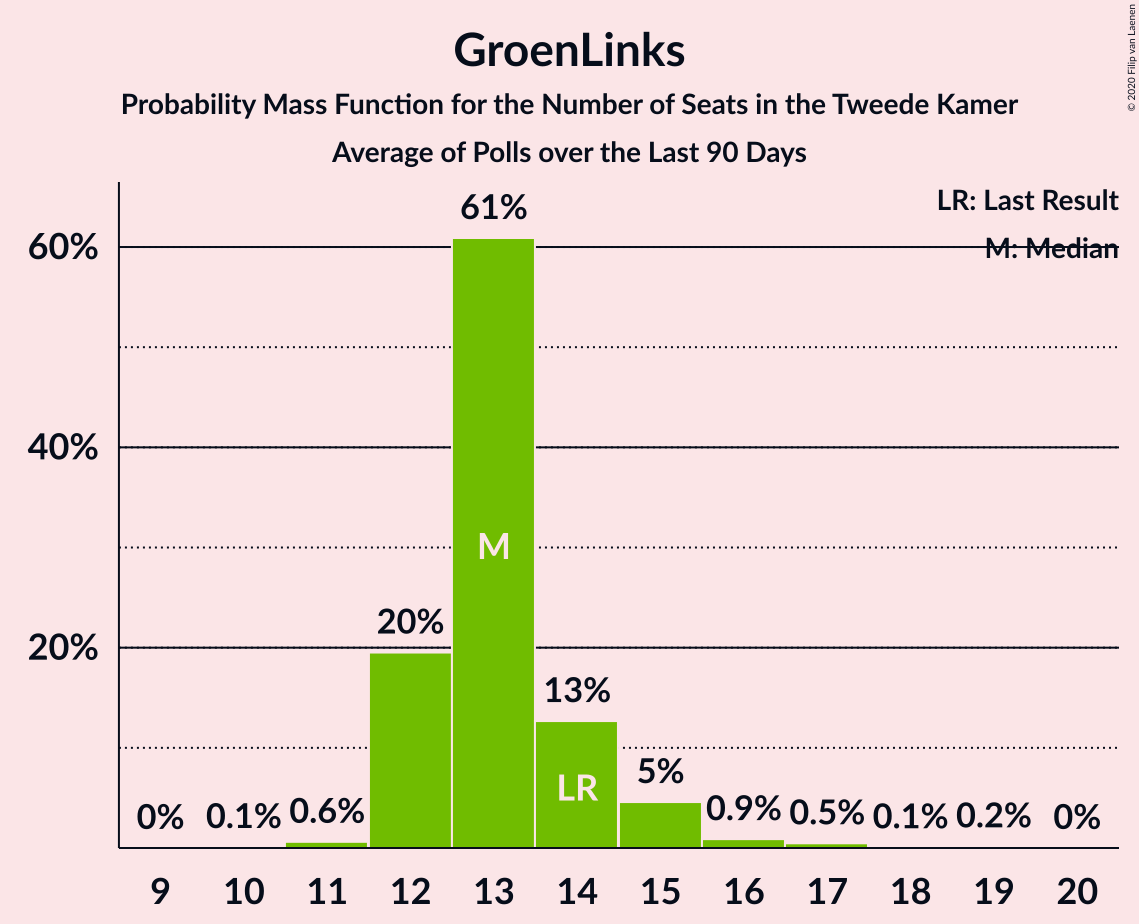 GroenLinks
Probability Mass Function for the Number of Seats in the Tweede Kamer
Average of Polls over the Last 90 Days
© 2020 Filip van Laenen
LR: Last Result
M: Median
61%
60%
40%
M
20%
20%
13%
LR
5%
0% 0.1% 0.6% 0.9% 0.5% 0.1% 0.2% 0%
9 10 11 12 13 14 15 16 17 18 19 20